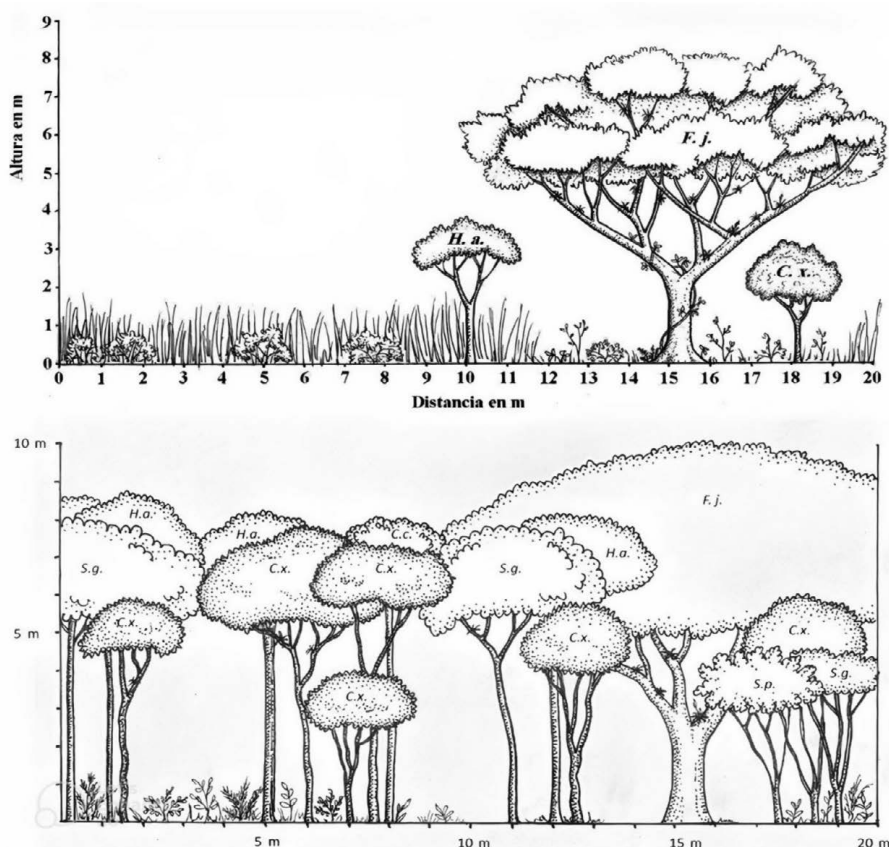 9
8
7
6
5
4
3
2
1
0
Altura en m
F. j.
H. a.
C. x.
0 1 2 3 4 5 6 7 8 9 10 11 12 13 14 15 16 17 18 19 20
Distancia en m
10 m
H.a.
F. j.
H.a.
C.c.
S.g.
C.x.
C.x.
S.g.
H.a.
5 m
C.x.
C.x.
C.x.
S.p.
S.g.
C.x.
5 m
10 m
15 m
20 m